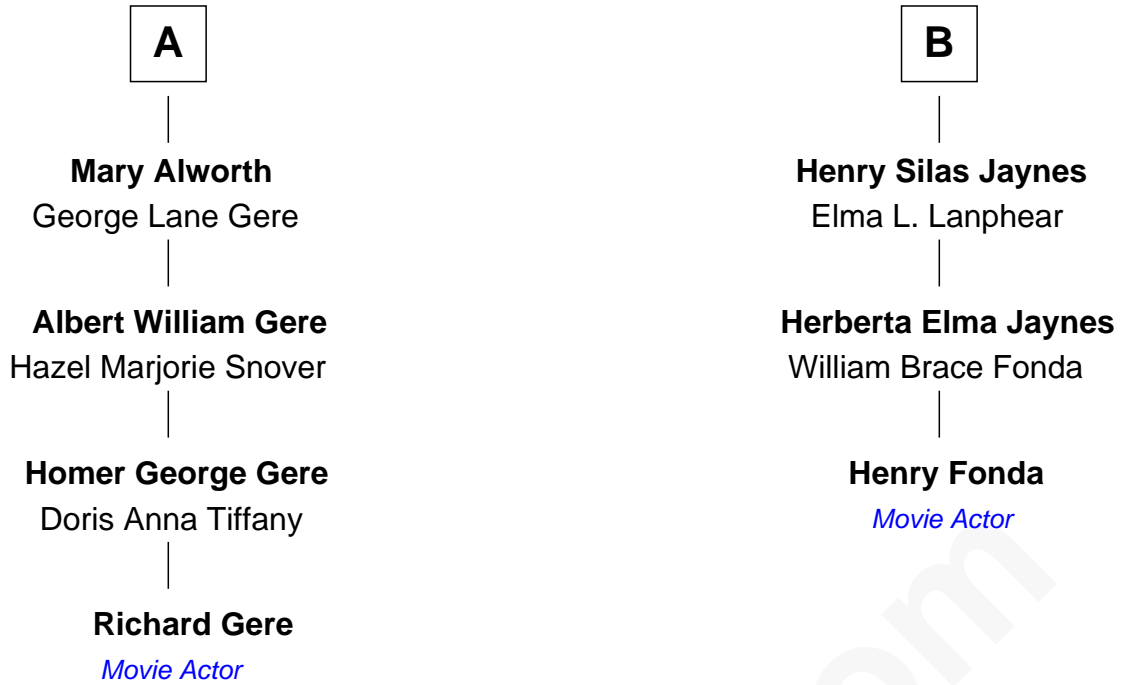 A
Mary Alworth
George Lane Gere
Albert William Gere
Hazel Marjorie Snover
Homer George Gere
Doris Anna Tiffany
Richard Gere
Movie Actor
B
Henry Silas Jaynes
Elma L. Lanphear
Herberta Elma Jaynes
William Brace Fonda
Henry Fonda
Movie Actor
om